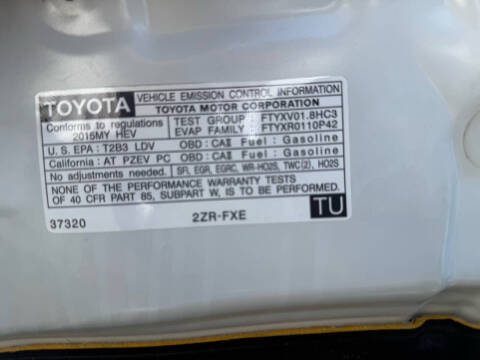 TOYOTA VEHICLE EMISSION CONTROL INFORMATION
TOYOTA MOTOR CORPORATION
Conforms to regulations TEST GROUP : FTYXV01.8HC3
2015MY HEV EVAP FAMILY : FTYXR0110P42
U.S. EPA : T2B3 LDV OBD: CAⅡ Fuel : Gasoline
California: AT PZEV PC OBD: CAⅡ Fuel : Gasoline
No adjustments needed. SFI, EGR, EGRC, WR-HO2S, TWC(2), HO2S
NONE OF THE PERFORMANCE WARRANTY TESTS
OF 40 CFR PART 85, SUBPART W, IS TO BE PERFORMED
37320 2ZR-FXE TU